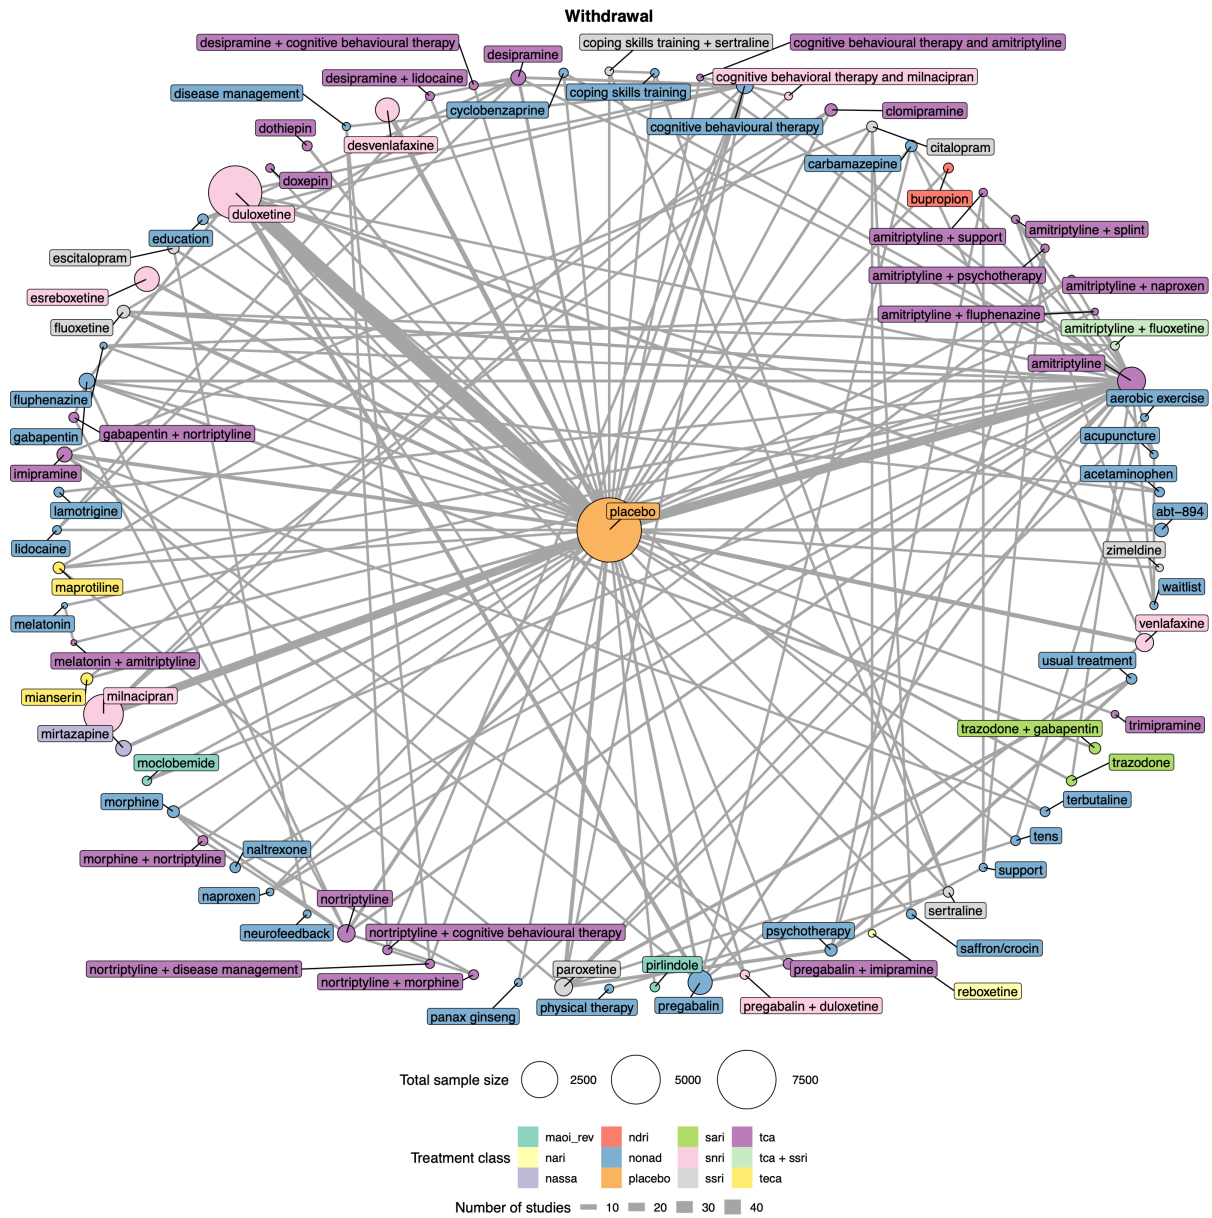 Withdrawal
desipramine + cognitive behavioural therapy
coping skills training + sertraline
cognitive behavioural therapy and amitriptyline
desipramine
desipramine + lidocaine
cognitive behavioral therapy and milnacipran
disease management
coping skills training
cyclobenzaprine
clomipramine
dothiepin
cognitive behavioural therapy
desvenlafaxine
citalopram
carbamazepine
doxepin
bupropion
duloxetine
amitriptyline + splint
education
amitriptyline + support
escitalopram
amitriptyline + psychotherapy
amitriptyline + naproxen
esreboxetine
amitriptyline + fluphenazine
fluoxetine
amitriptyline + fluoxetine
amitriptyline
fluphenazine
aerobic exercise
gabapentin
gabapentin + nortriptyline
acupuncture
imipramine
acetaminophen
lamotrigine
placebo
abt−894
lidocaine
zimeldine
maprotiline
waitlist
melatonin
venlafaxine
melatonin + amitriptyline
usual treatment
mianserin
milnacipran
trimipramine
mirtazapine
trazodone + gabapentin
moclobemide
trazodone
morphine
terbutaline
tens
morphine + nortriptyline
naltrexone
support
naproxen
nortriptyline
sertraline
neurofeedback
nortriptyline + cognitive behavioural therapy
psychotherapy
saffron/crocin
nortriptyline + disease management
paroxetine
pirlindole
pregabalin + imipramine
nortriptyline + morphine
reboxetine
panax ginseng
physical therapy
pregabalin
pregabalin + duloxetine
Total sample size
2500
5000
7500
Treatment class
maoi_rev
ndri
sari
tca
nari
nonad
snri
tca + ssri
nassa
placebo
ssri
teca
Number of studies
10
20
30
40